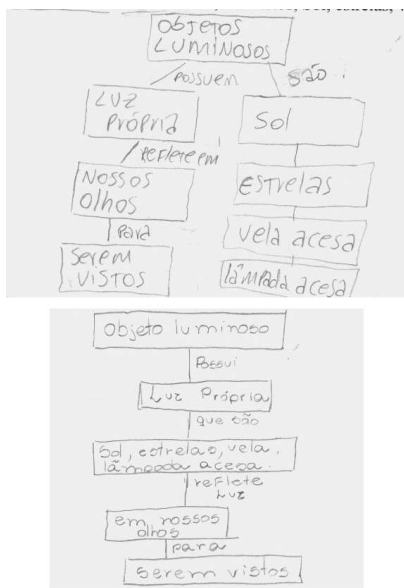 OBJETOS
LUMINOSOS
POSSUEM
são
LUZ
PróPriA
Sol
reFlete em
NOSSOS
olhos
EStrelAS
PArA
vela acesa
Serem
VISTOS
lâmpada acesa
objeto luminoso
Possui
Luz Própria
que são
Sol, estrelas, vela,
lâmpada acesa.
reFlete
Luz
em nossos
olhos
para
serem vistos